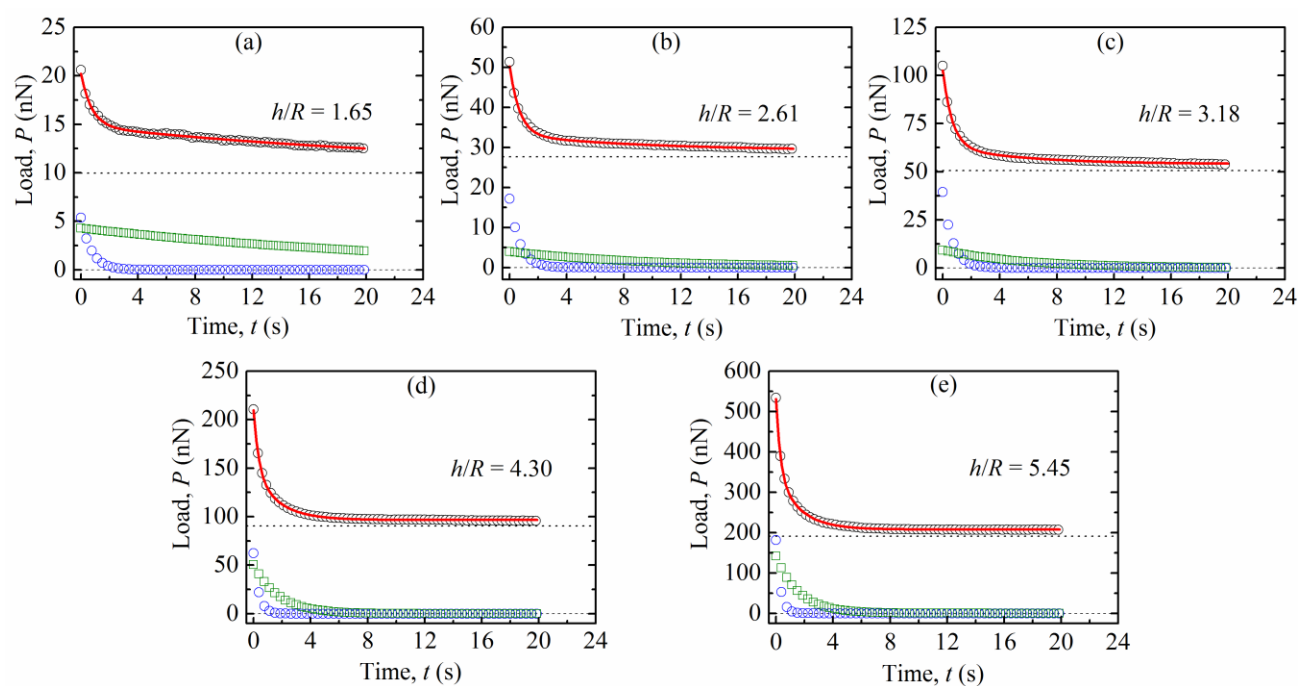 (a)
h/R = 1.65
Load, P (nN)
25
20
15
10
5
0
0 4 8 12 16 20 24
Time, t (s)
(b)
h/R = 2.61
Load, P (nN)
60
50
40
30
20
10
0
0 4 8 12 16 20 24
Time, t (s)
(c)
h/R = 3.18
Load, P (nN)
125
100
75
50
25
0
0 4 8 12 16 20 24
Time, t (s)
(d)
h/R = 4.30
Load, P (nN)
250
200
150
100
50
0
0 4 8 12 16 20 24
Time, t (s)
(e)
h/R = 5.45
Load, P (nN)
600
500
400
300
200
100
0
0 4 8 12 16 20 24
Time, t (s)